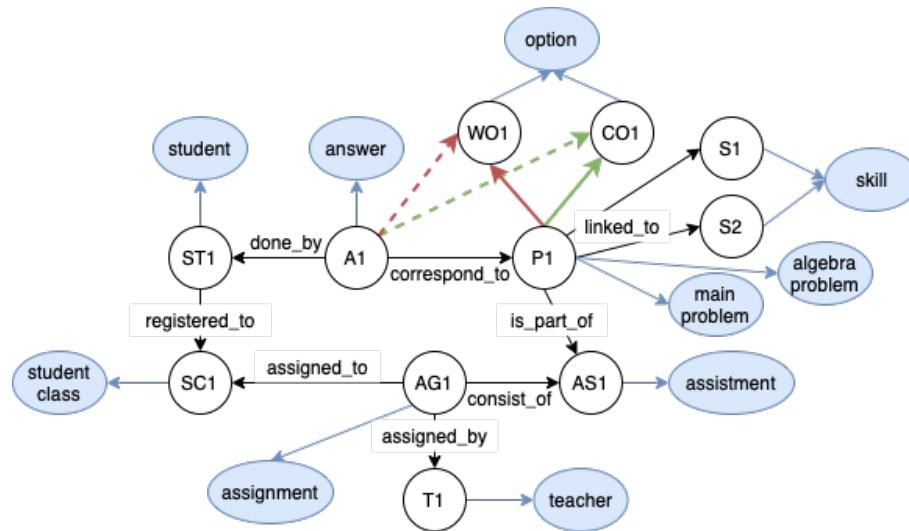 option
WO1
CO1
student
answer
S1
skill
S2
linked_to
done_by
ST1
A1
P1
correspond_to
algebra
problem
main
problem
registered_to
is_part_of
student
class
SC1
assigned_to
AG1
consist_of
AS1
assistment
assigned_by
assignment
T1
teacher